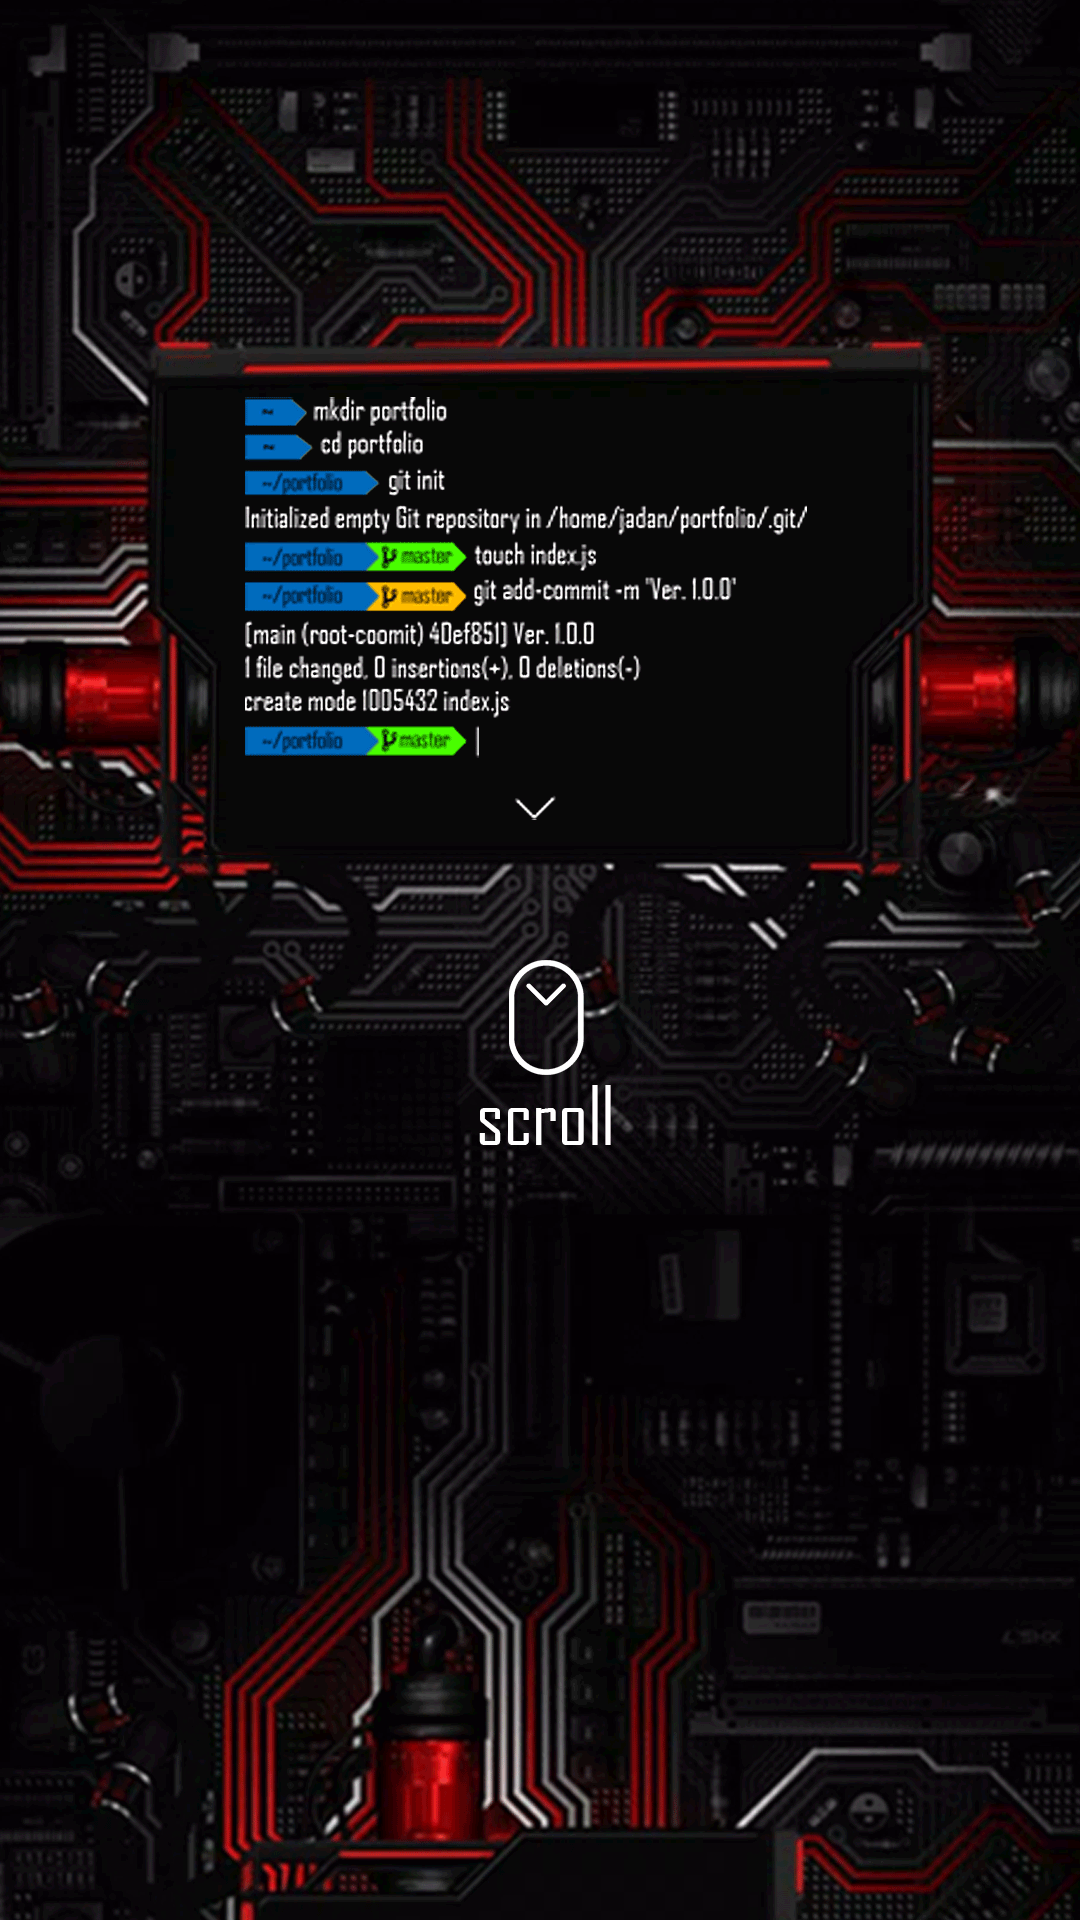 ~ mkdir portfolio
~ cd portfolio
~/portfolio git init
Initialized empty Git repository in /home/jadan/portfolio/.git/
~/portfolio master touch index.js
~/portfolio master git add-commit -m "Ver. 1.0.0"
[main (root-coomit) 40ef851] Ver. 1.0.0
1 file changed, 0 insertions(+), 0 deletions(-)
create mode 1005432 index.js
~/portfolio master
scroll